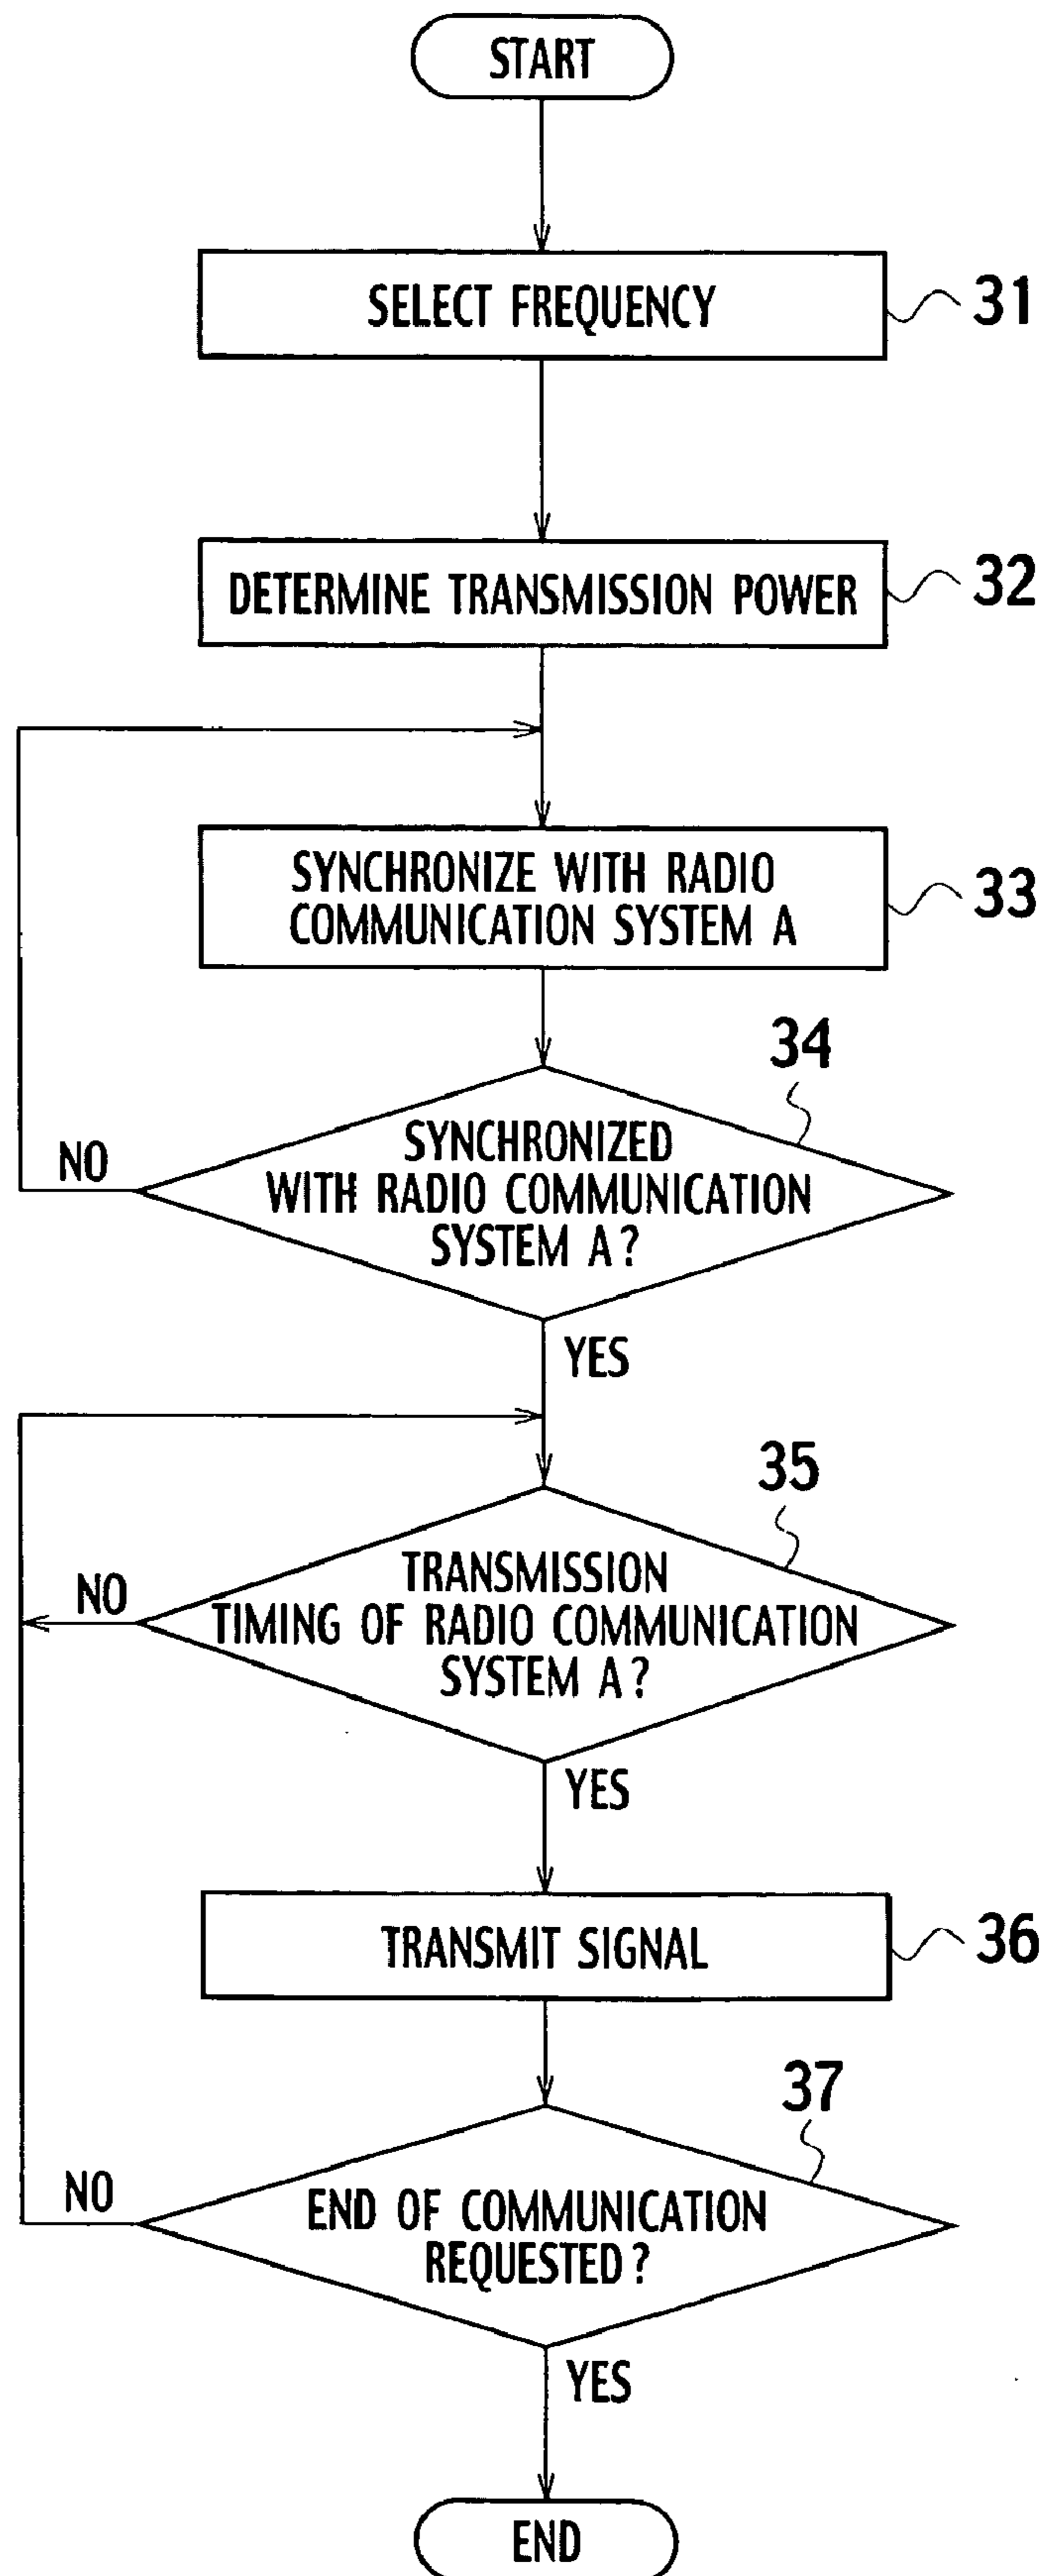 START
SELECT FREQUENCY
31
DETERMINE TRANSMISSION POWER
32
SYNCHRONIZE WITH RADIO
COMMUNICATION SYSTEM A
33
34
SYNCHRONIZED
WITH RADIO COMMUNICATION
SYSTEM A?
NO
YES
35
TRANSMISSION
TIMING OF RADIO COMMUNICATION
SYSTEM A?
NO
YES
TRANSMIT SIGNAL
36
37
END OF COMMUNICATION
REQUESTED?
NO
YES
END